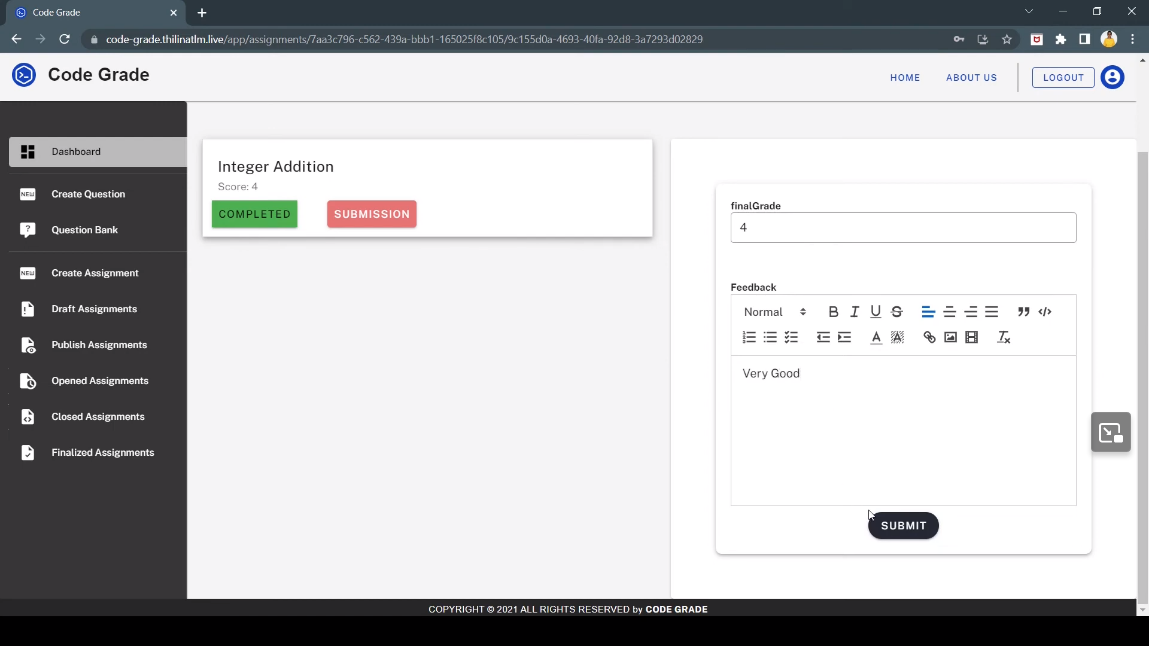 Code Grade
code-grade.thilinatlm.live/app/assignments/7aa3c796-c562-439a-bbb1-165025f8c105/9c155d0a-4693-40fa-92d8-3a7293d02829
Code Grade
HOME
ABOUT US
LOGOUT
Dashboard
NEW Create Question
Question Bank
NEW Create Assignment
Draft Assignments
Publish Assignments
Opened Assignments
Closed Assignments
Finalized Assignments
Integer Addition
Score: 4
COMPLETED
SUBMISSION
finalGrade
4
Feedback
Normal
Very Good
SUBMIT
COPYRIGHT © 2021 ALL RIGHTS RESERVED by CODE GRADE